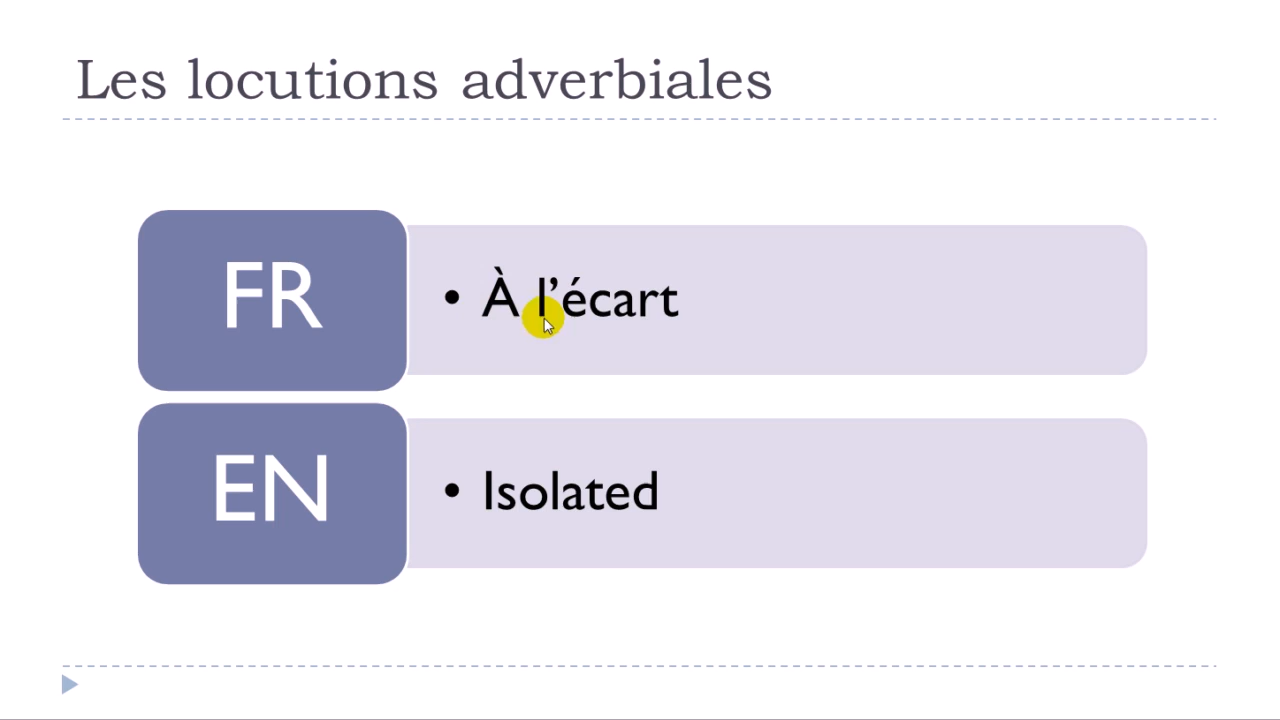 Les locutions adverbiales
FR
• À l’écart
EN
• Isolated